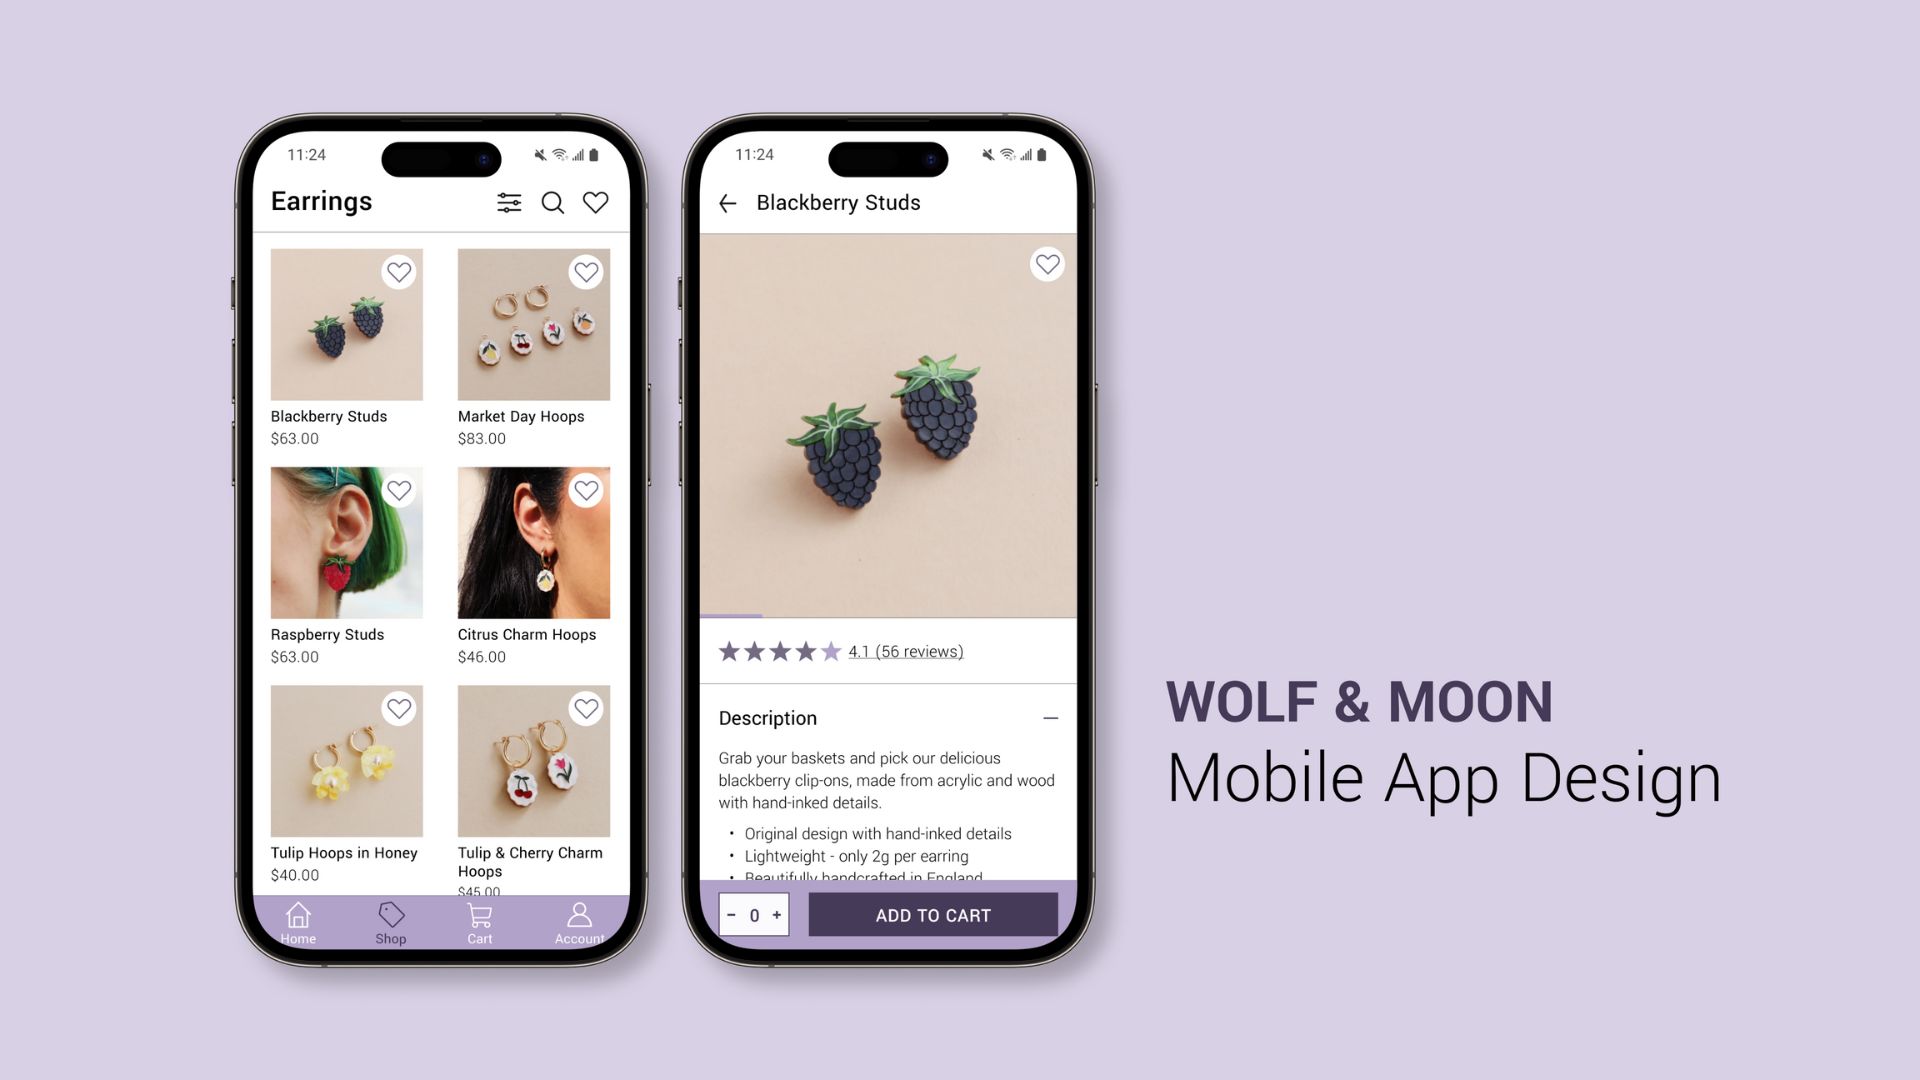 11:24
Earrings
Blackberry Studs
$63.00
Market Day Hoops
$83.00
Raspberry Studs
$63.00
Citrus Charm Hoops
$46.00
Tulip Hoops in Honey
$40.00
Tulip & Cherry Charm
Hoops
$45.00
Home
Shop
Cart
Account
11:24
Blackberry Studs
4.1 (56 reviews)
Description
Grab your baskets and pick our delicious
blackberry clip-ons, made from acrylic and wood
with hand-inked details.
• Original design with hand-inked details
• Lightweight - only 2g per earring
• Beautifully handcrafted in England
- 0 +
ADD TO CART
WOLF & MOON
Mobile App Design